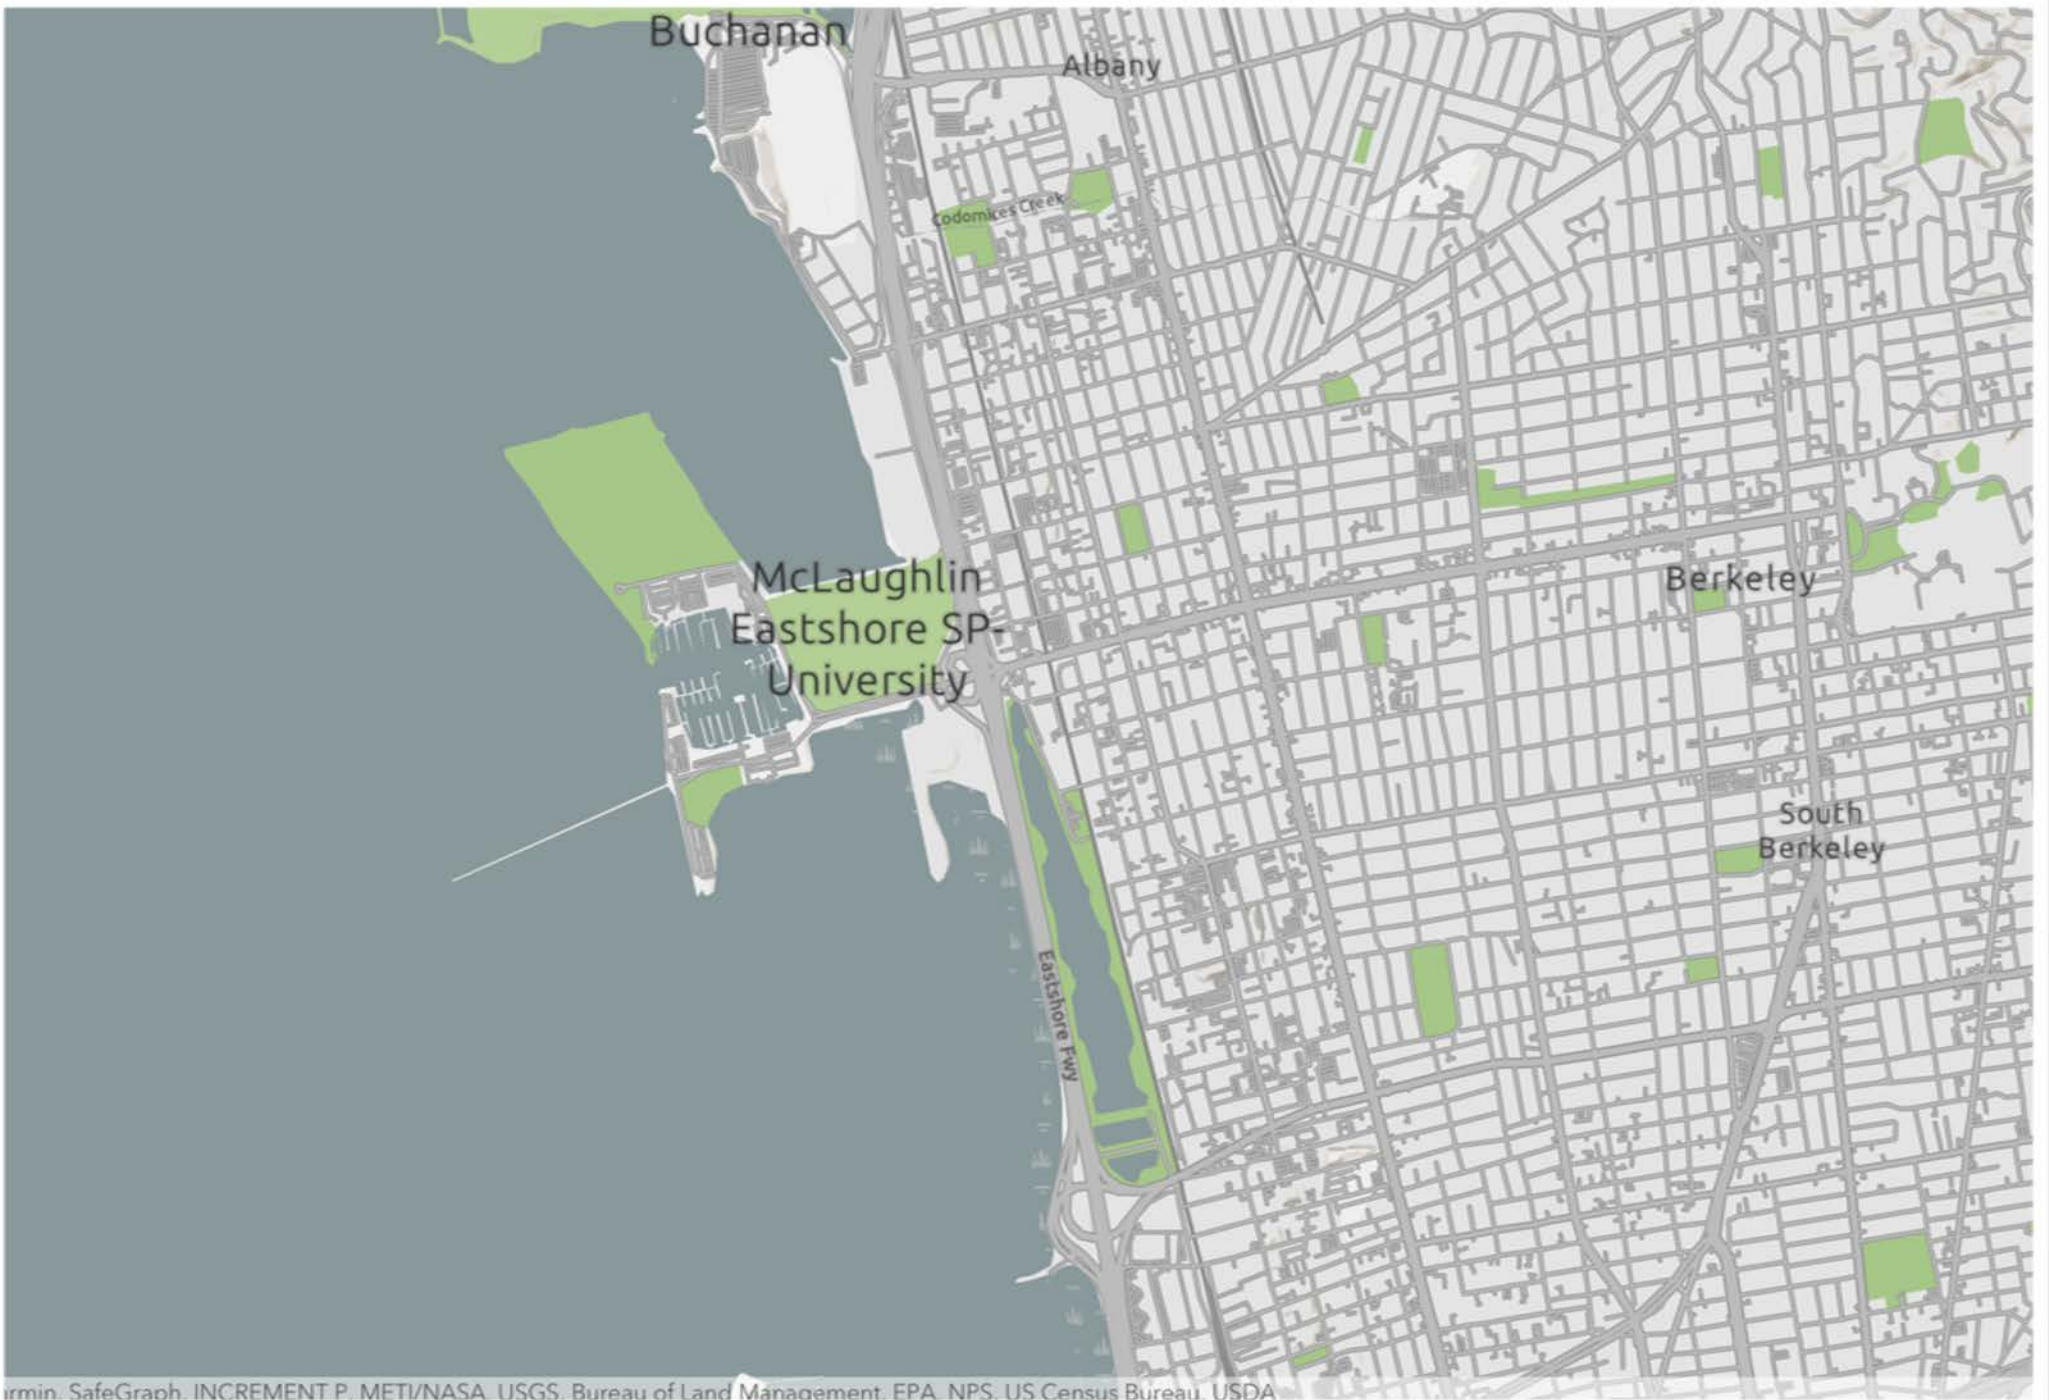 Buchanan
Albany
Codornices Creek
McLaughlin
Eastshore SP-
University
Berkeley
South
Berkeley
Eastshore Fwy
armin, SafeGraph, INCREMENT P, METI/NASA, USGS, Bureau of Land Management, EPA, NPS, US Census Bureau, USDA